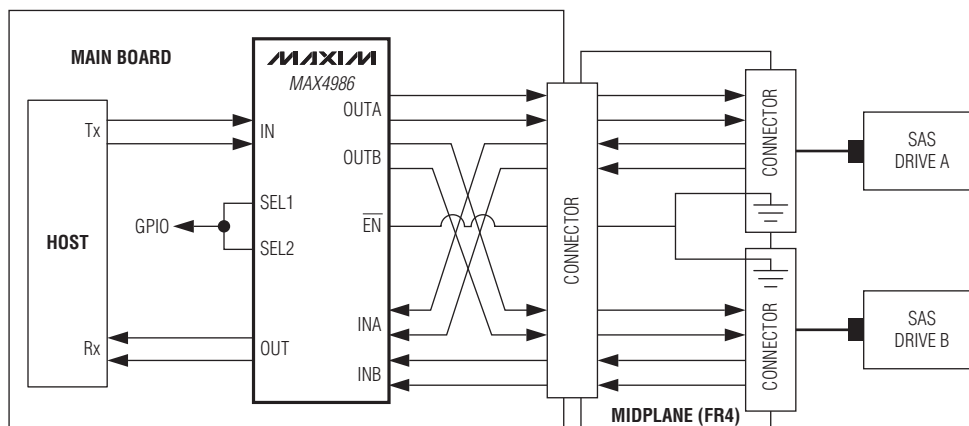 MAIN BOARD
MAXIM
MAX4986
HOST
Tx
Rx
GPIO
IN
SEL1
SEL2
OUT
OUTA
OUTB
EN
INA
INB
CONNECTOR
CONNECTOR
CONNECTOR
MIDPLANE (FR4)
SAS
DRIVE A
SAS
DRIVE B